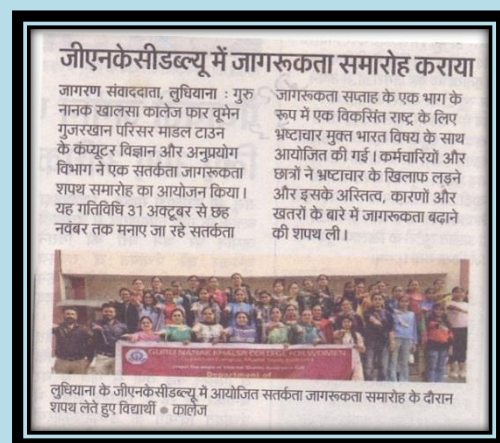 जीएनकेसीडब्ल्यू में जागरूकता समारोह कराया
जागरण संवाददाता, लुधियाना : गुरु
नानक खालसा कालेज फार वूमेन
गुजरखान परिसर माडल टाउन
के कंप्यूटर विज्ञान और अनुप्रयोग
विभाग ने एक सतर्कता जागरूकता
शपथ समारोह का आयोजन किया।
यह गतिविधि 31 अक्टूबर से छह
नवंबर तक मनाए जा रहे सतर्कता
जागरूकता सप्ताह के एक भाग के
रूप में एक विकसित राष्ट्र के लिए
भ्रष्टाचार मुक्त भारत विषय के साथ
आयोजित की गई। कर्मचारियों और
छात्रों ने भ्रष्टाचार के खिलाफ लड़ने
और इसके अस्तित्व, कारणों और
खतरों के बारे में जागरूकता बढ़ाने
की शपथ ली।
GURU NANAK KHALSA COLLEGE FOR WOMEN
Department of
लुधियाना के जीएनकेसीडब्ल्यू में आयोजित सतर्कता जागरूकता समारोह के दौरान
शपथ लेते हुए विद्यार्थी ● कालेज